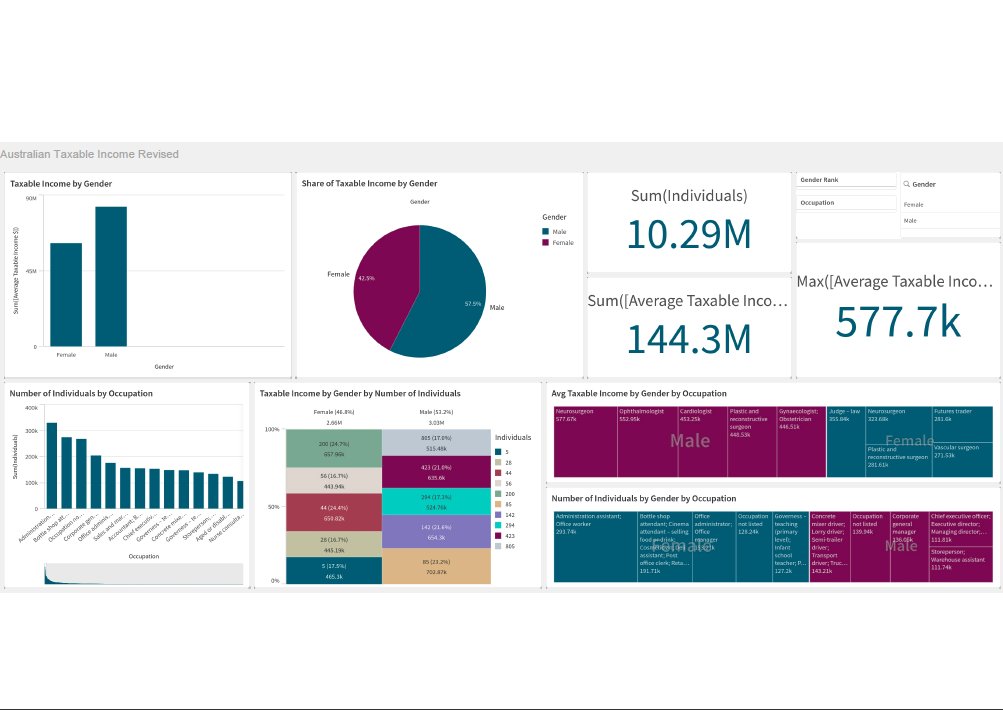 Australian Taxable Income Revised
Taxable Income by Gender
90M
45M
0
Sum([Average Taxable Income $])
Female
Male
Gender
Share of Taxable Income by Gender
Gender
Female
42.5%
57.5%
Male
Gender
Male
Female
Sum(Individuals)
10.29M
Sum([Average Taxable Inco…
144.3M
Gender Rank
Occupation
Gender
Female
Male
Max([Average Taxable Inco…
577.7k
Number of Individuals by Occupation
400k
300k
200k
100k
0
Sum(Individuals)
Administration…
Bottle shop att…
Occupation no…
Corporate gen…
Office adminis…
Sales and mar…
Accountant, R…
Chief executiv…
Government - te…
Concrete mixe…
Governess - te…
Storeperson;…
Aged or disabl…
Nurse consulta…
Occupation
Taxable Income by Gender by Number of Individuals
Female (46.8%)
2.66M
Male (53.2%)
3.03M
100%
50%
0%
200 (24.7%)
657.96k
56 (16.7%)
443.94k
44 (24.4%)
650.82k
28 (16.7%)
445.19k
5 (17.5%)
465.3k
805 (17.0%)
515.48k
423 (21.0%)
635.6k
294 (17.3%)
524.76k
142 (21.6%)
654.3k
85 (23.2%)
702.87k
Individuals
5
28
44
56
200
85
142
294
423
805
Avg Taxable Income by Gender by Occupation
Male
Neurosurgeon
577.67k
Ophthalmologist
552.95k
Cardiologist
453.25k
Plastic and
reconstructive
surgeon
448.53k
Gynaecologist;
Obstetrician
446.51k
Female
Judge - law
355.84k
Neurosurgeon
323.68k
Plastic and
reconstructive surgeon
281.61k
Futures trader
281.6k
Vascular surgeon
271.53k
Number of Individuals by Gender by Occupation
Female
Administration assistant;
Office worker
293.74k
Bottle shop
attendant; Cinema
attendant - selling
food or drink;
assistant; Post
office clerk; Reta…
191.71k
Office
administrator;
Office
manager
Occupation
not listed
128.24k
Governess -
teaching
(primary
level);
Infant
school
teacher; P…
127.2k
Male
Concrete
mixer driver;
Lorry driver;
Semi-trailer
driver;
Transport
driver; Truc…
143.21k
Occupation
not listed
139.94k
Corporate
general
manager
136.05k
Chief executive officer;
Executive director;
Managing director;…
111.81k
Storeperson;
Warehouse assistant
111.74k